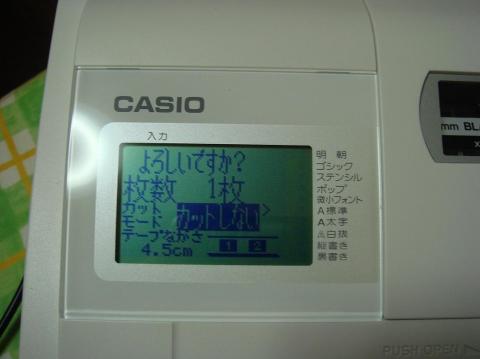 CASIO
入力
よろしいですか?
枚数 1枚
カット
モード カットしない>
テープながさ
4.5cm 1 2
明朝
ゴシック
ステンシル
ポップ
微小フォント
A標準
A太字
白抜
縦書き
裏書き
mm BL
PUSH OPEN